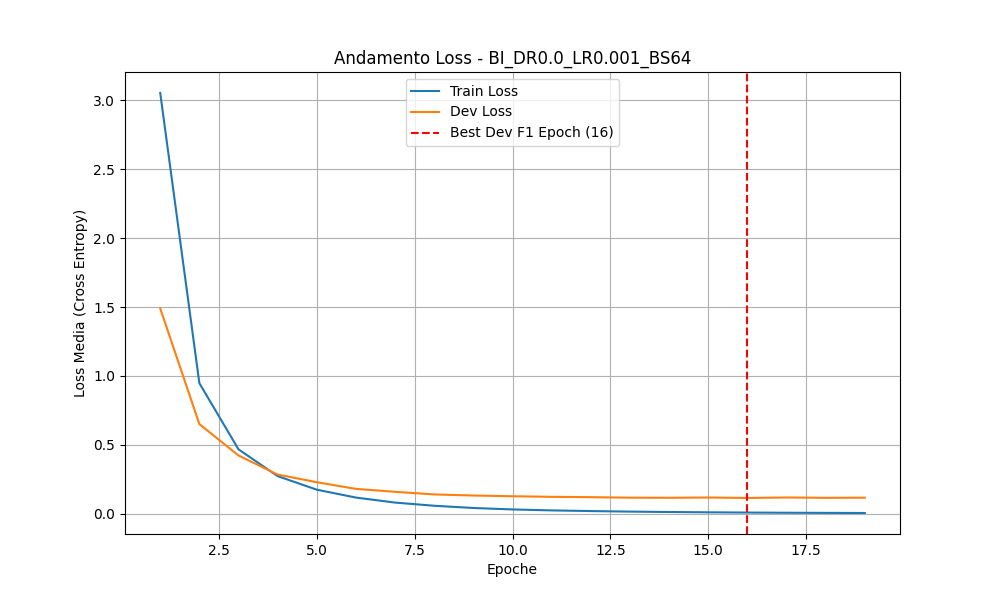 Andamento Loss - BI_DR0.0_LR0.001_BS64
Train Loss
Dev Loss
Best Dev F1 Epoch (16)
Loss Media (Cross Entropy)
3.0
2.5
2.0
1.5
1.0
0.5
0.0
2.5 5.0 7.5 10.0 12.5 15.0 17.5
Epoche